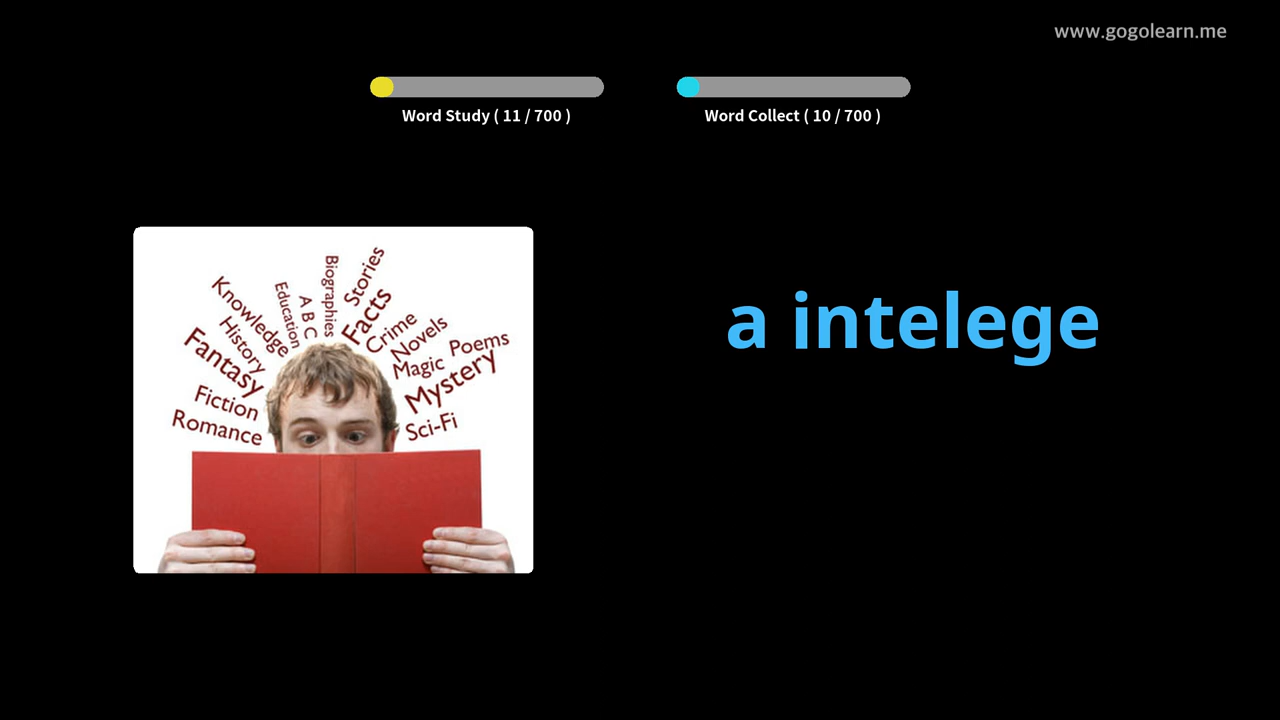 www.gogolearn.me
Word Study ( 11 / 700 )
Word Collect ( 10 / 700 )
a intelege
Knowledge
History
Fantasy
Fiction
Romance
Education
A B C
Biographies
Stories
Facts
Crime
Novels
Magic
Poems
Mystery
Sci-Fi